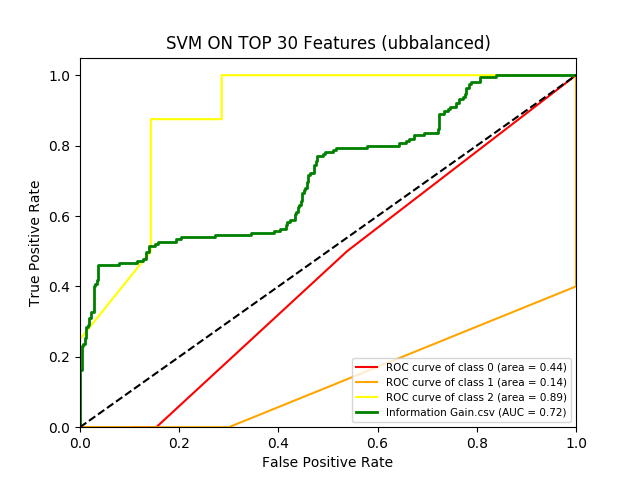 SVM ON TOP 30 Features (ubbalanced)
1.0
0.8
0.6
0.4
0.2
0.0
True Positive Rate
ROC curve of class 0 (area = 0.44)
ROC curve of class 1 (area = 0.14)
ROC curve of class 2 (area = 0.89)
Information Gain.csv (AUC = 0.72)
0.0 0.2 0.4 0.6 0.8 1.0
False Positive Rate